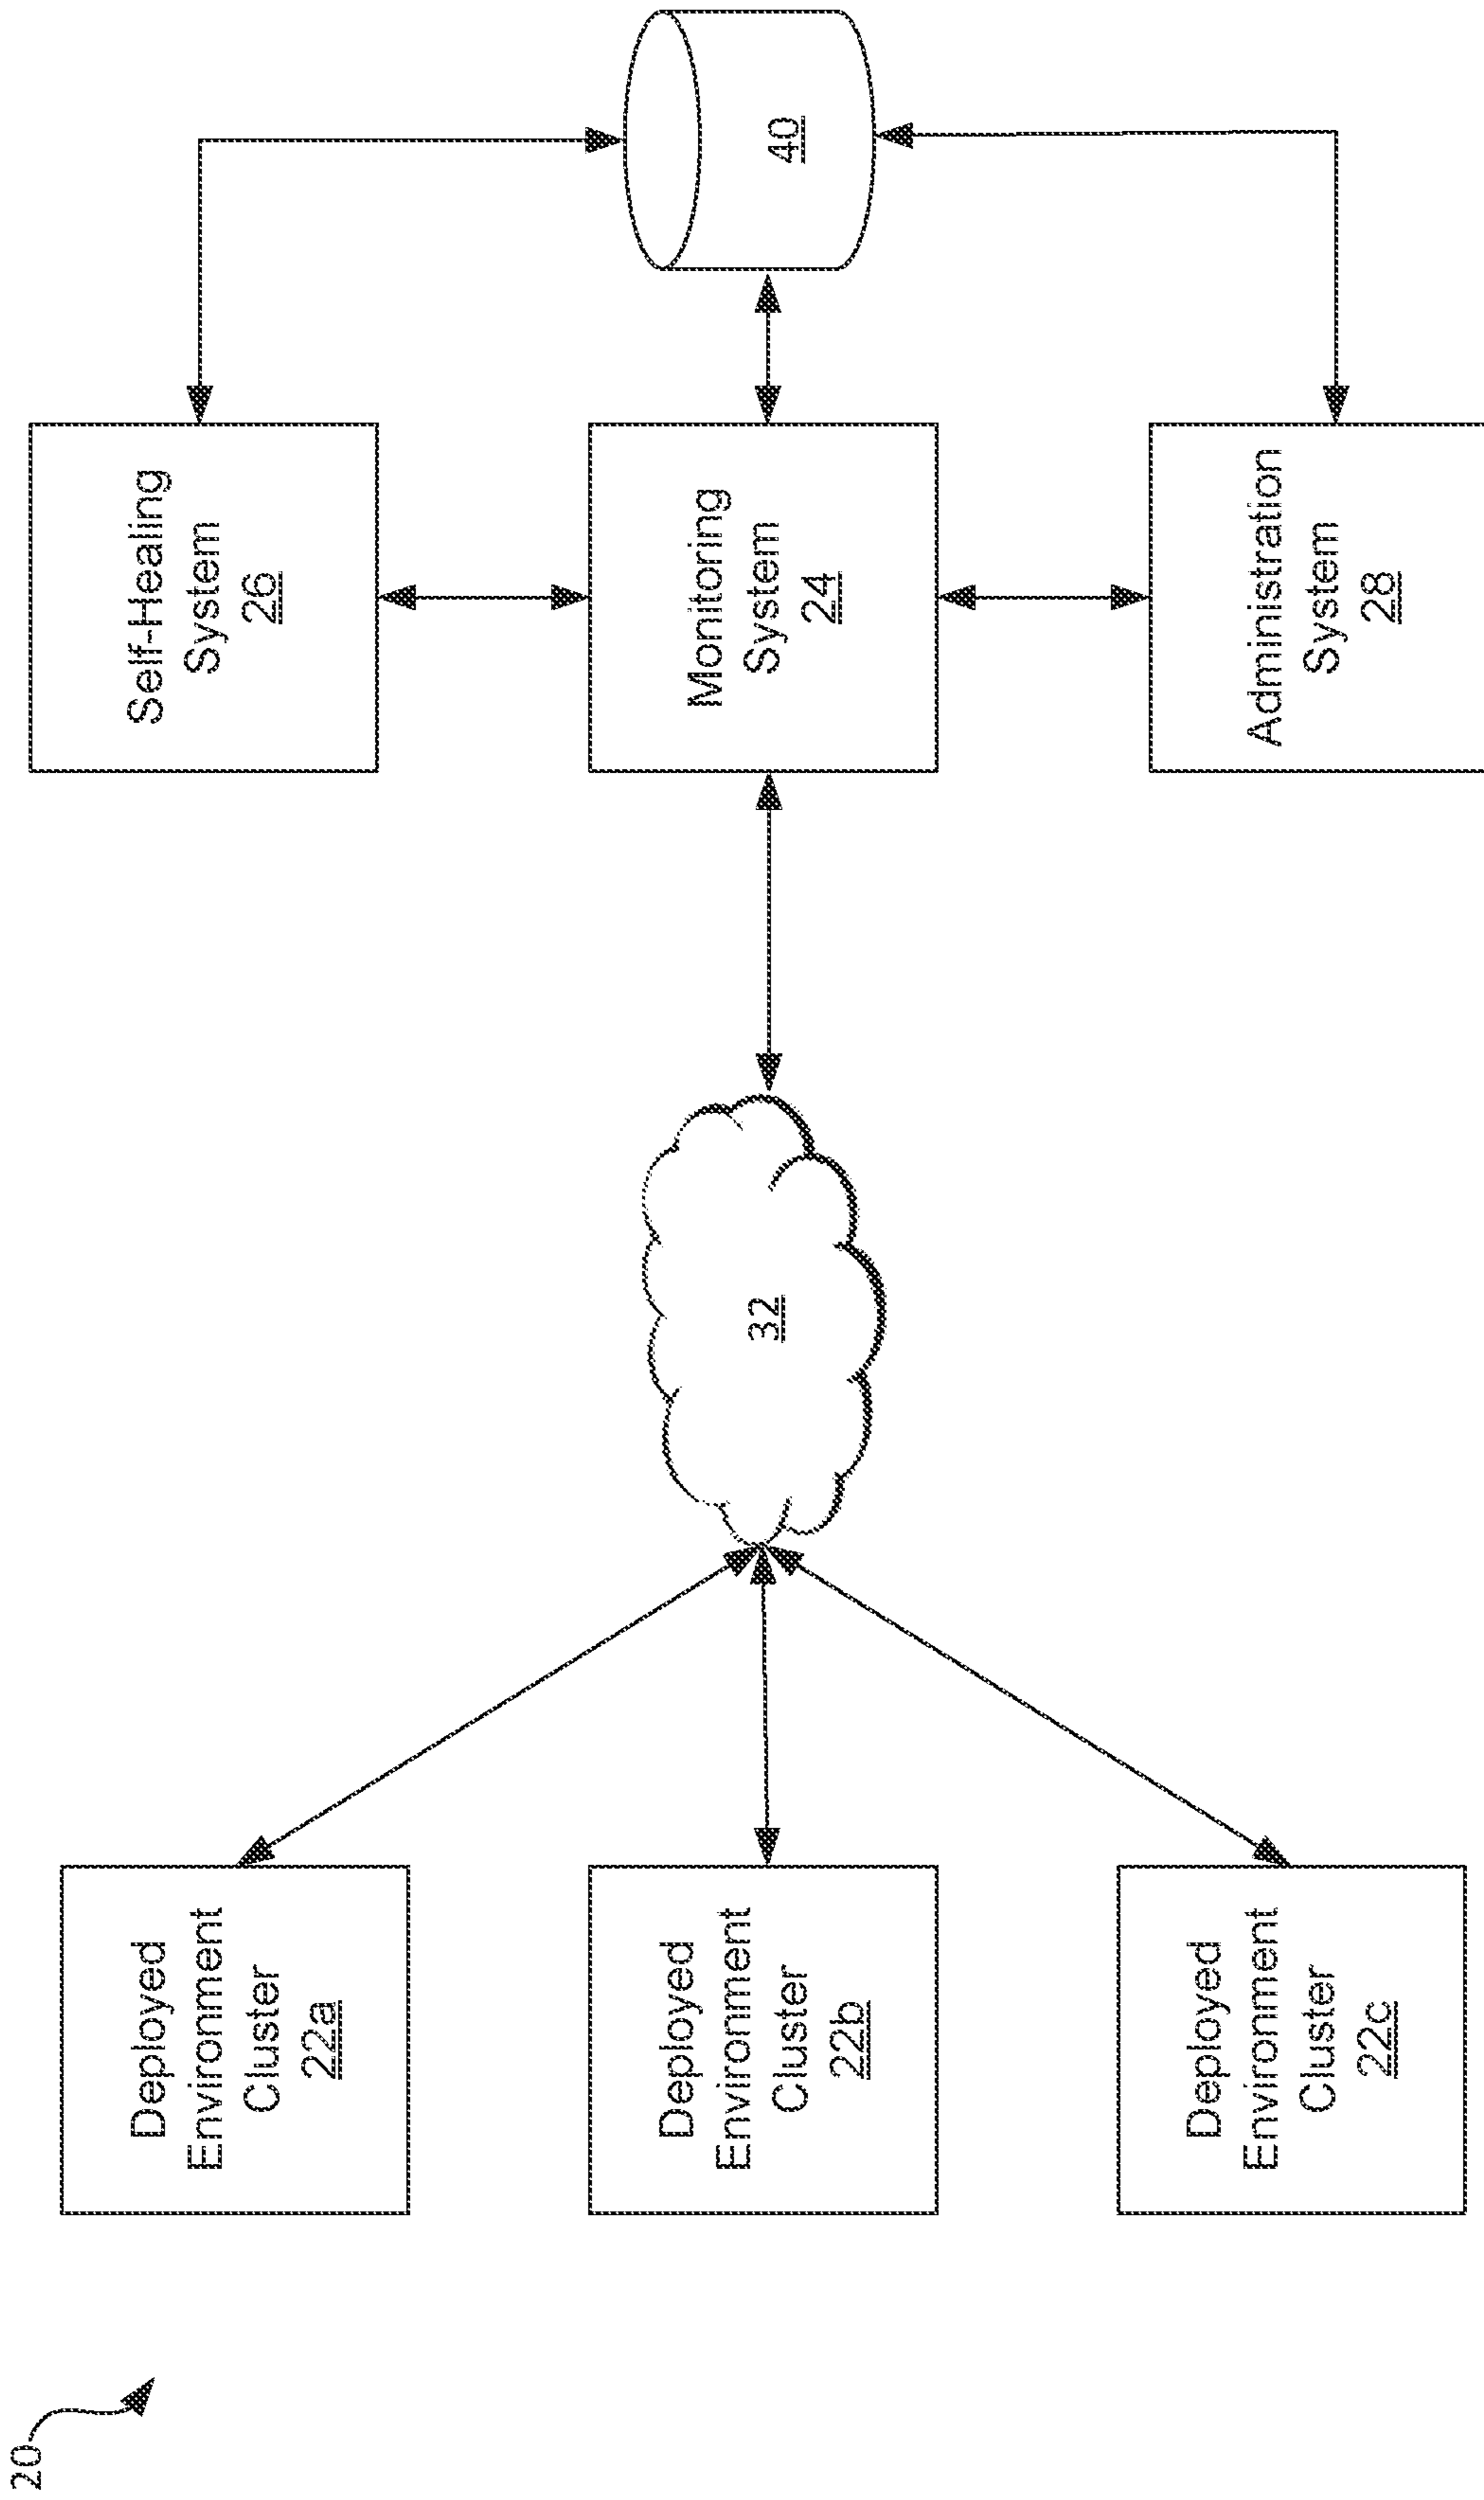 20
Deployed
Environment
Cluster
22a
Deployed
Environment
Cluster
22b
Deployed
Environment
Cluster
22c
32
Self-Healing
System
26
Monitoring
System
24
Administration
System
28
40